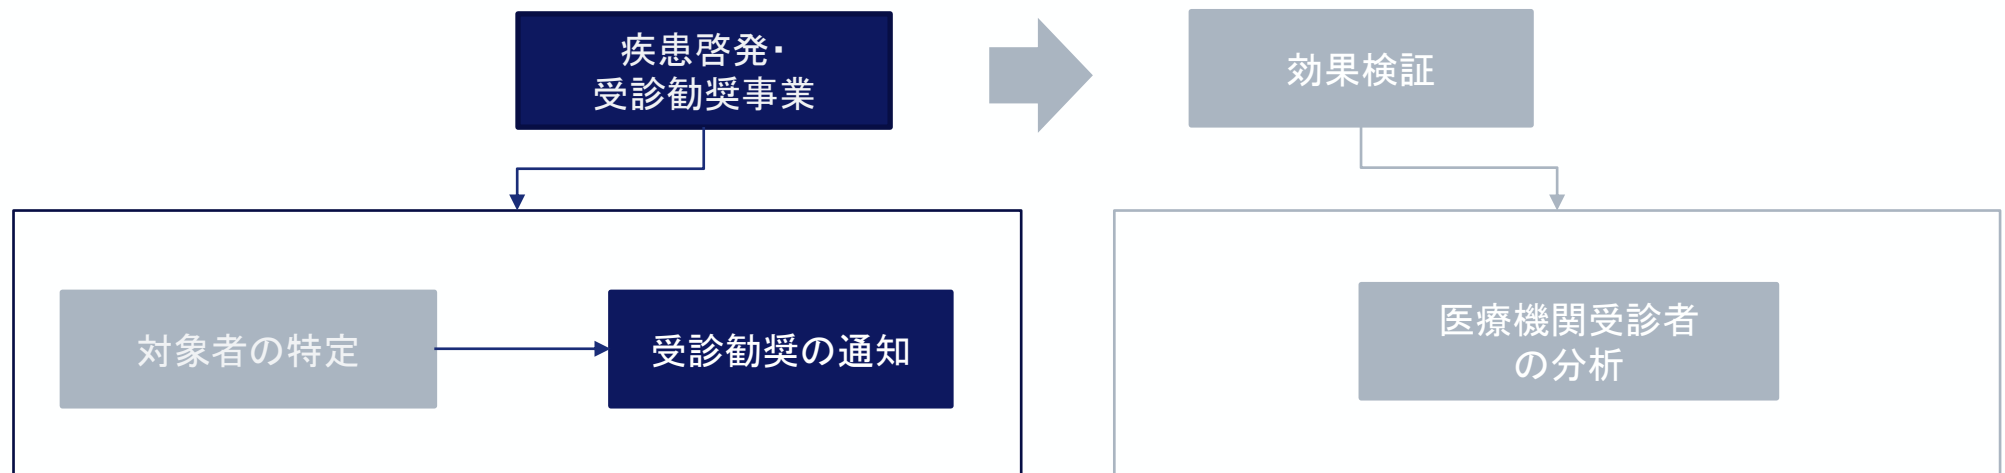 疾患啓発・
受診勧奨事業
効果検証
対象者の特定
受診勧奨の通知
医療機関受診者
の分析